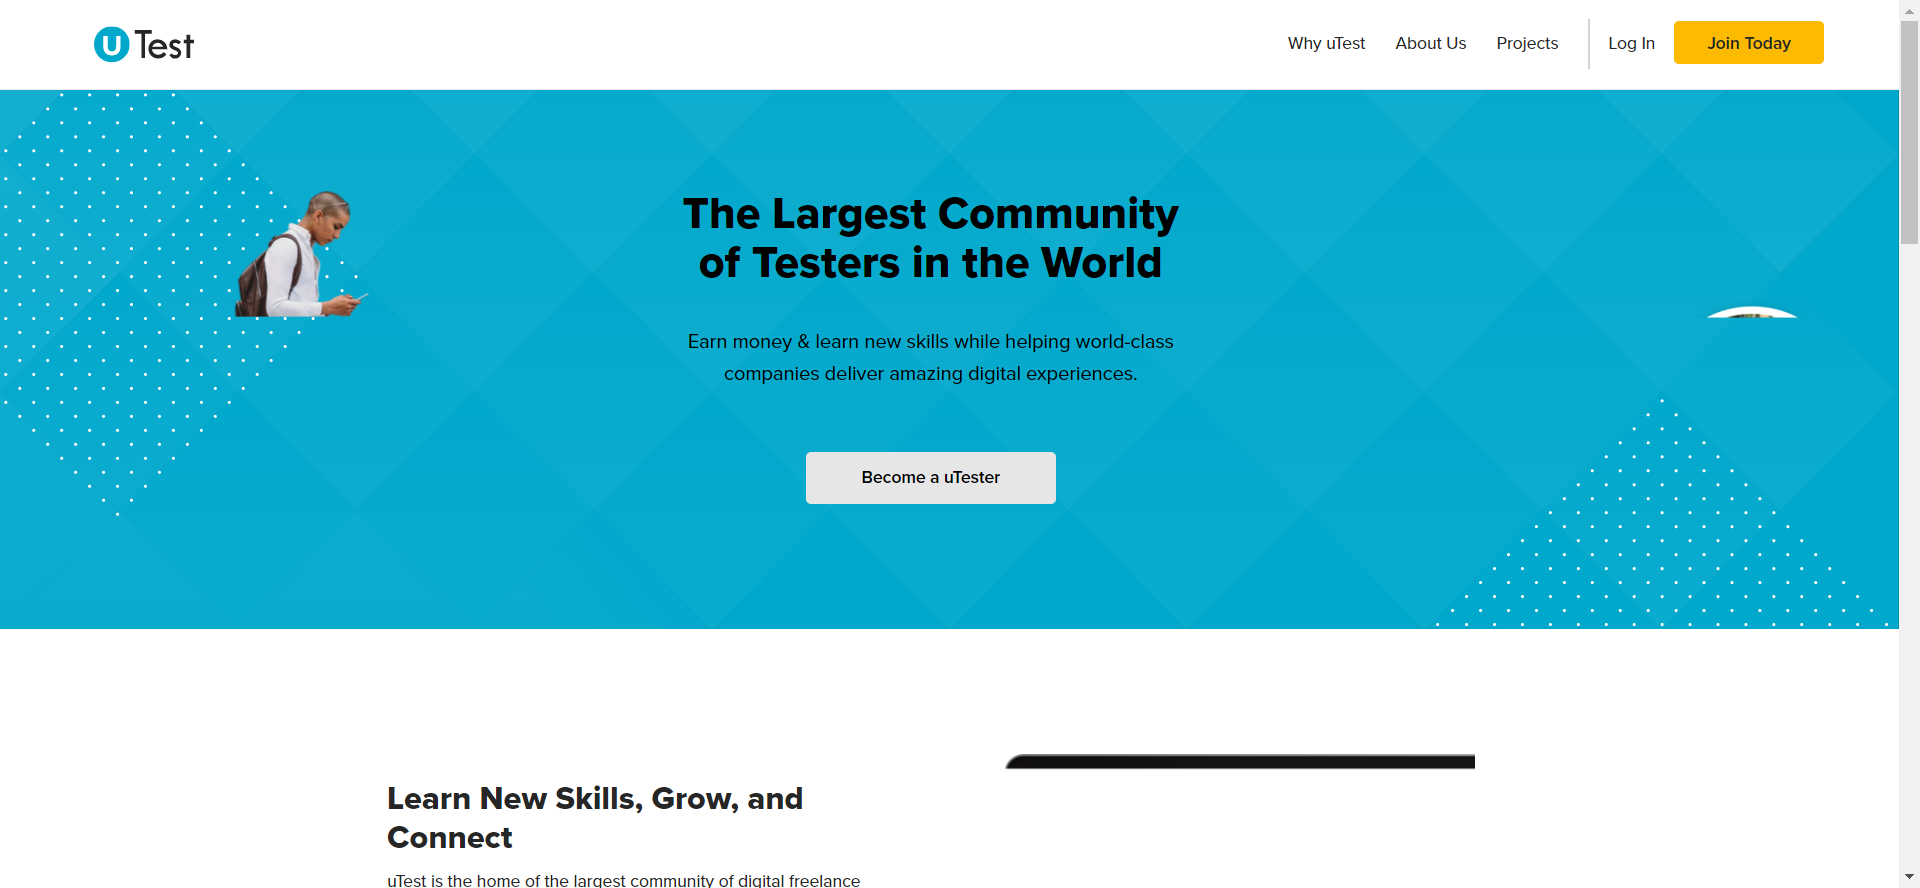 u Test
Why uTest
About Us
Projects
Log In
Join Today
The Largest Community
of Testers in the World
Earn money & learn new skills while helping world-class
companies deliver amazing digital experiences.
Become a uTester
Learn New Skills, Grow, and
Connect
uTest is the home of the largest community of digital freelance